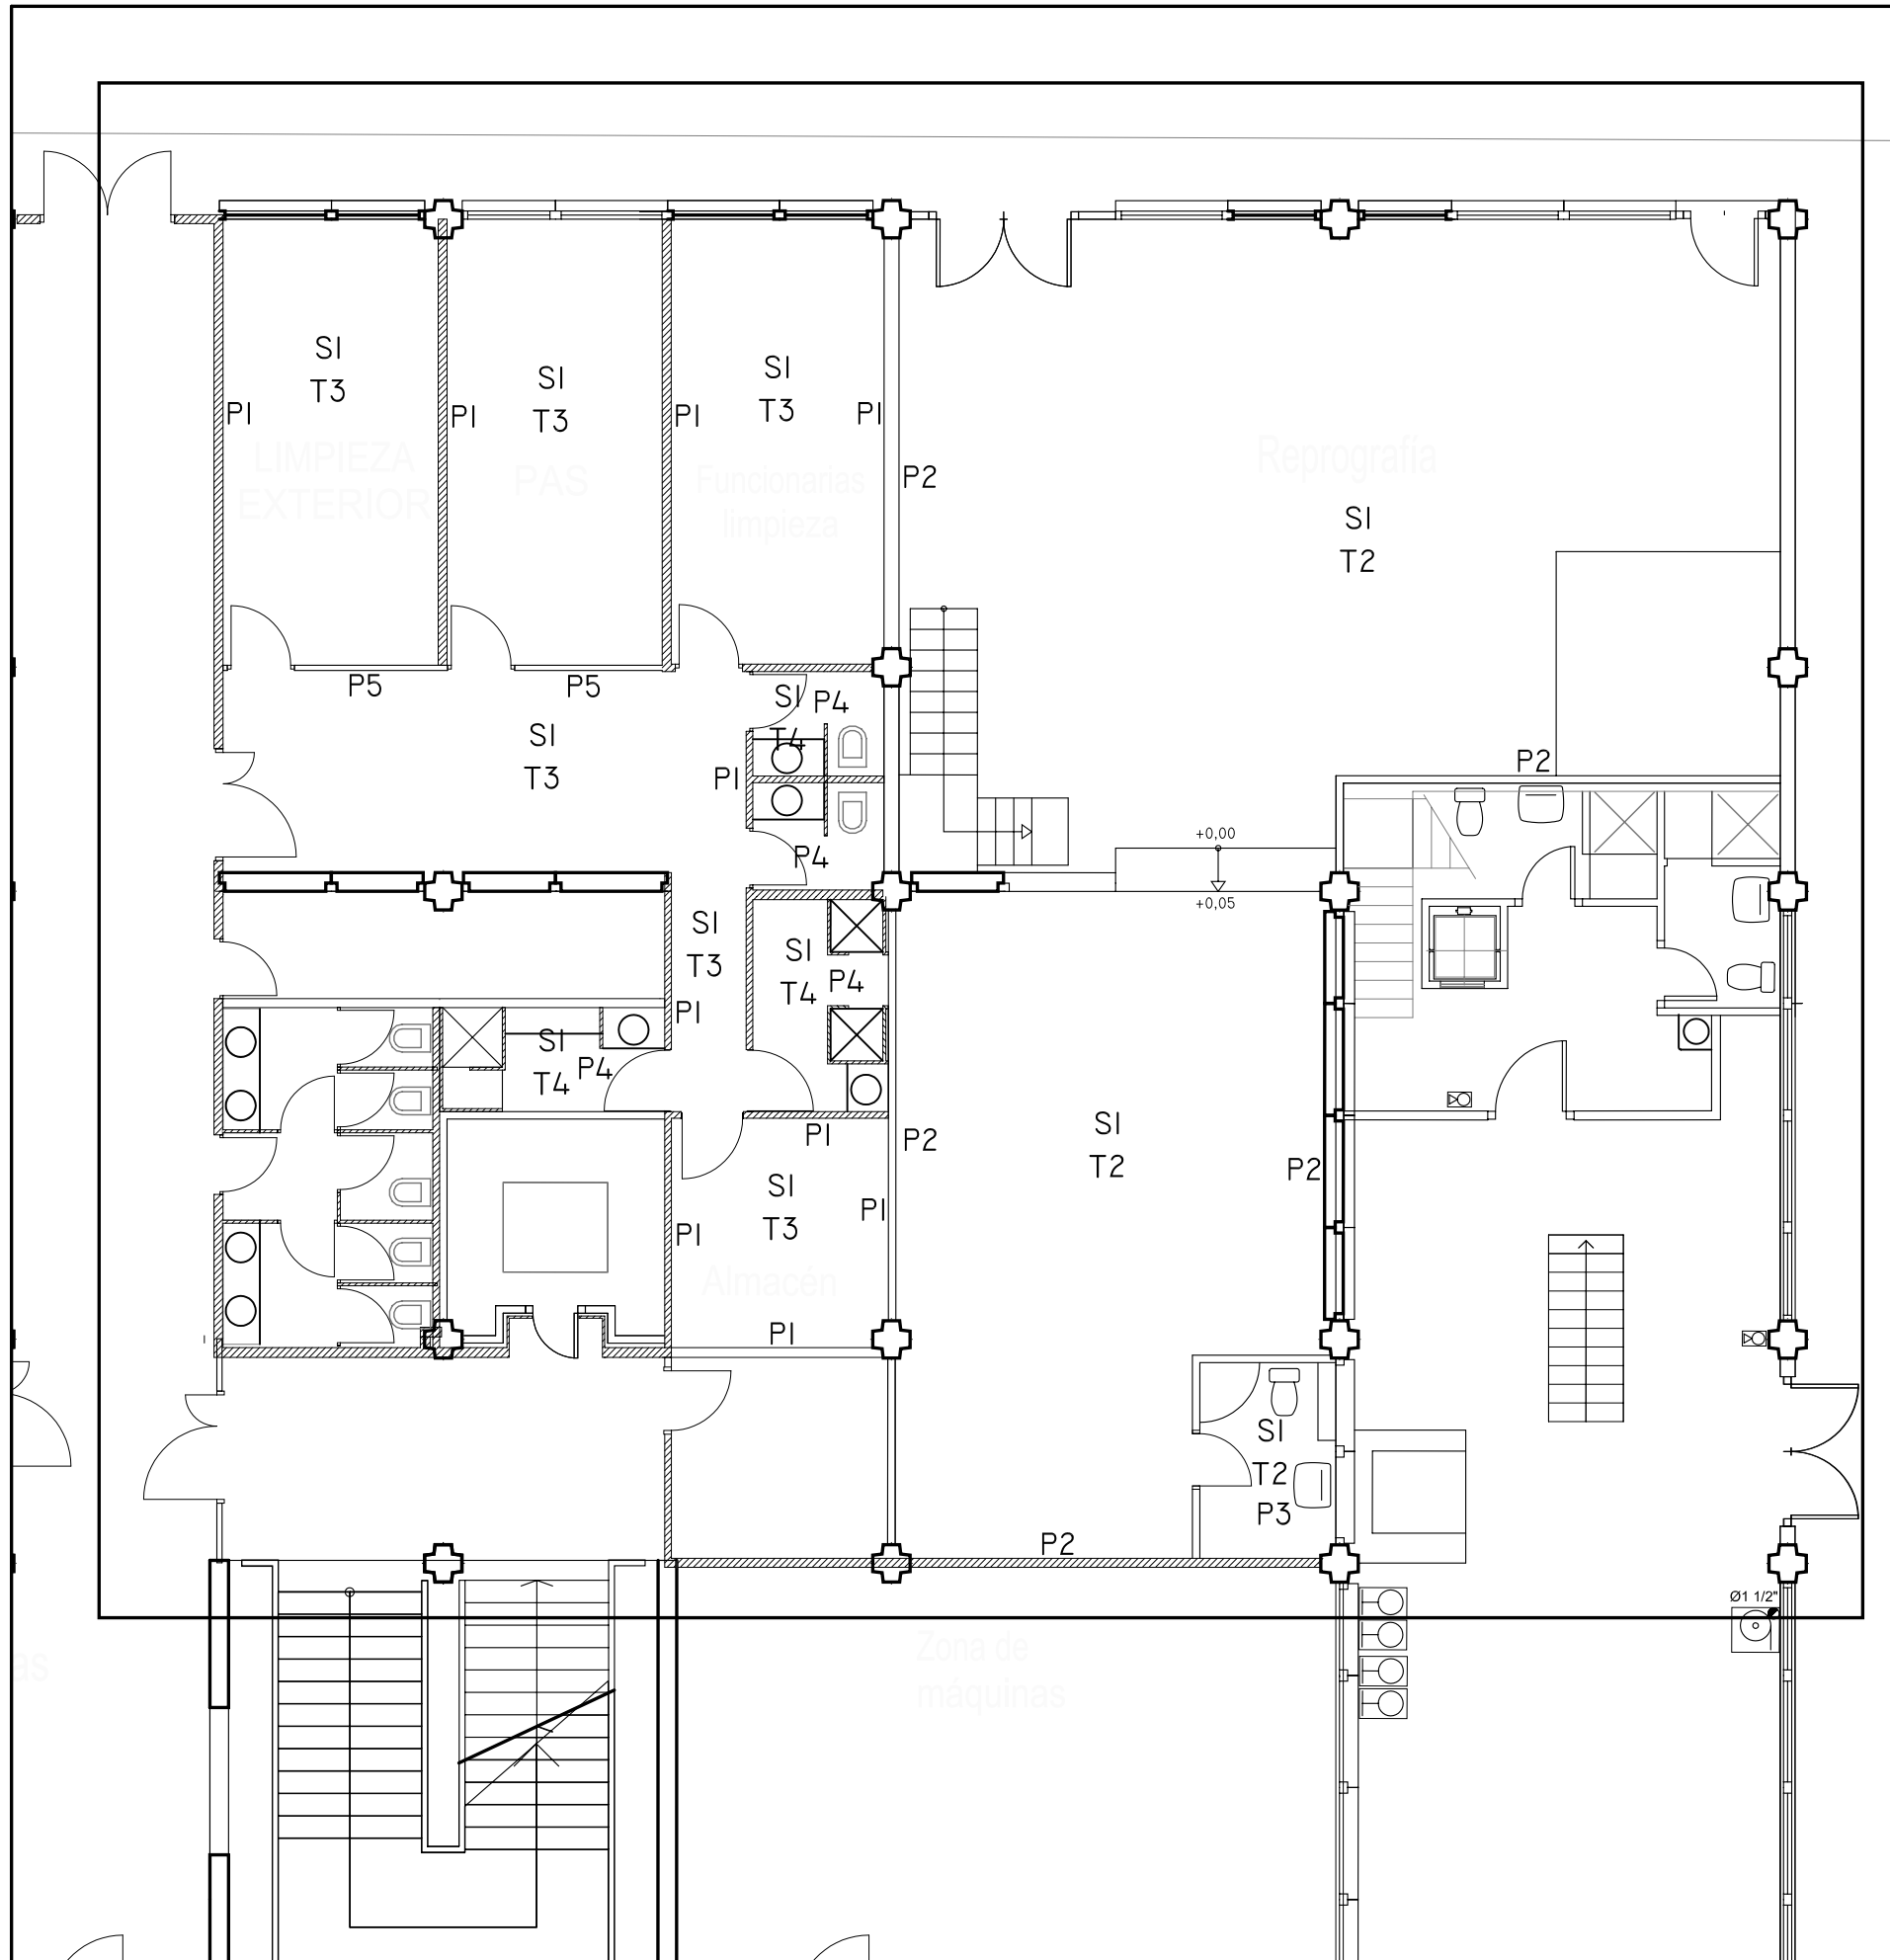 SI
T3
SI
T3
SI
T3
PI
PI
PI
PI
LIMPIEZA
EXTERIOR
PAS
Funcionarias
limpieza
P2
Reprografía
SI
T2
P5
P5
SI
T4
P4
SI
T3
PI
P4
P2
+0,00
+0,05
SI
T3
PI
SI
T4
P4
SI
T4
P4
PI
P2
SI
T2
P2
SI
T3
PI
PI
Almacén
PI
SI
T2
P3
P2
Ø1 1/2"
Zona de
máquinas
as